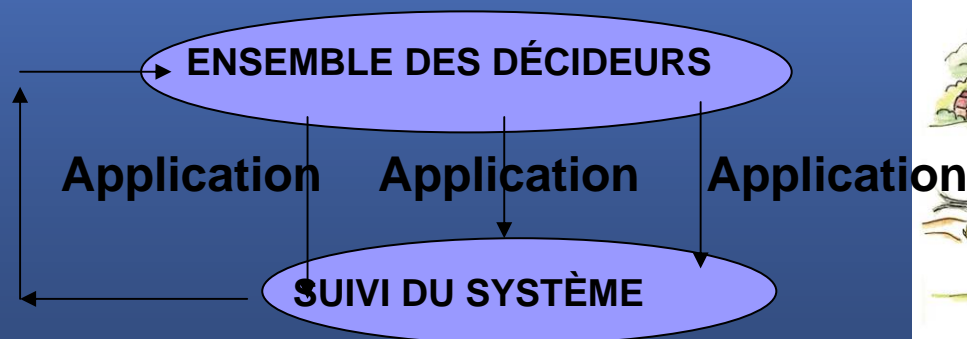 ENSEMBLE DES DÉCIDEURS
Application Application Application
SUIVI DU SYSTÈME